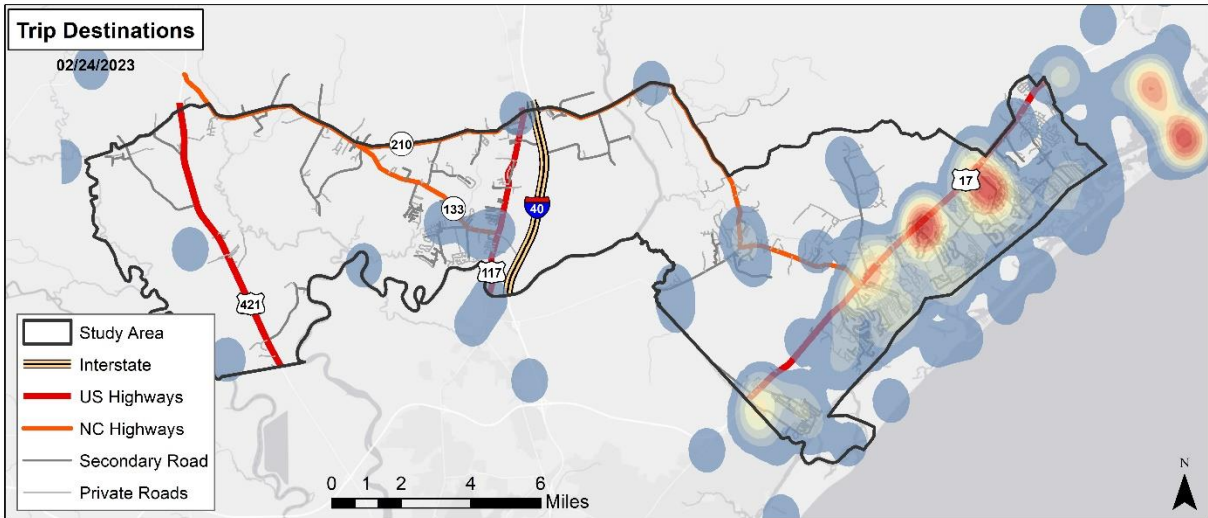 Trip Destinations
02/24/2023
210
17
133
40
117
421
Study Area
Interstate
US Highways
NC Highways
Secondary Road
Private Roads
0 1 2 4 6
Miles
N